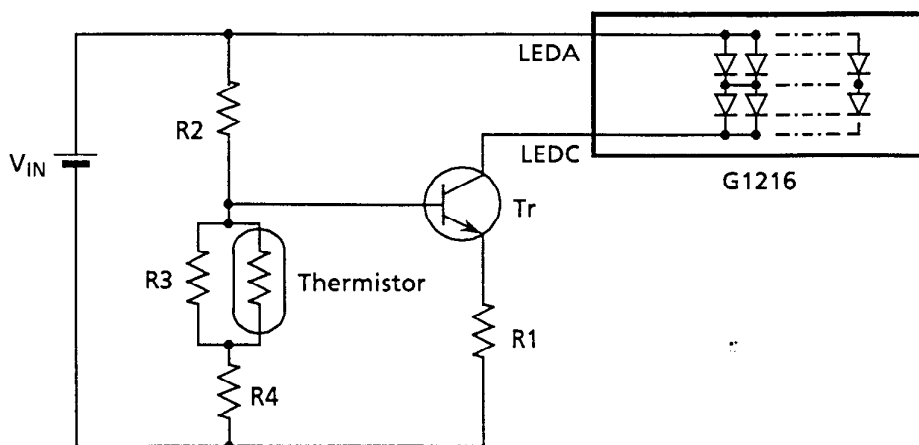 LEDA
R2
LEDC
G1216
V_IN
Tr
R3
Thermistor
R1
R4